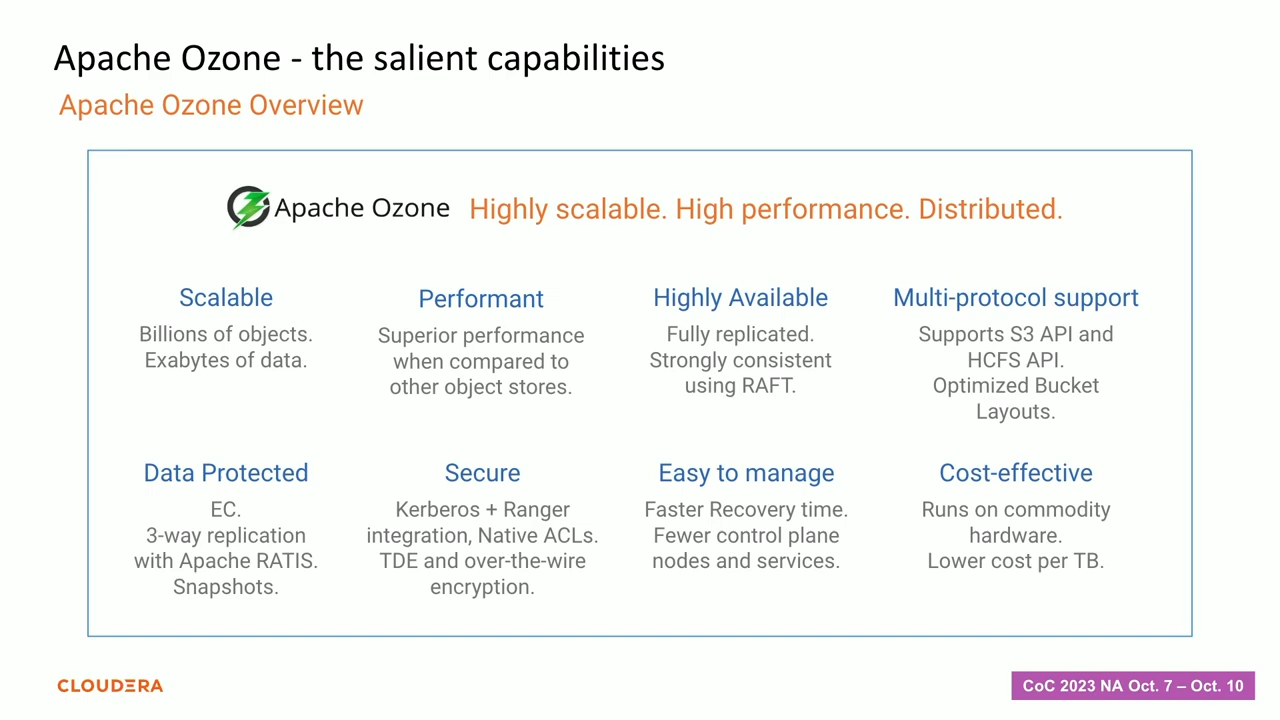 Apache Ozone - the salient capabilities
Apache Ozone Overview
Apache Ozone
Highly scalable. High performance. Distributed.
Scalable
Billions of objects.
Exabytes of data.
Performant
Superior performance
when compared to
other object stores.
Highly Available
Fully replicated.
Strongly consistent
using RAFT.
Multi-protocol support
Supports S3 API and
HCFS API.
Optimized Bucket
Layouts.
Data Protected
EC.
3-way replication
with Apache RATIS.
Snapshots.
Secure
Kerberos + Ranger
integration, Native ACLs.
TDE and over-the-wire
encryption.
Easy to manage
Faster Recovery time.
Fewer control plane
nodes and services.
Cost-effective
Runs on commodity
hardware.
Lower cost per TB.
CLOUDERA
CoC 2023 NA Oct. 7 – Oct. 10